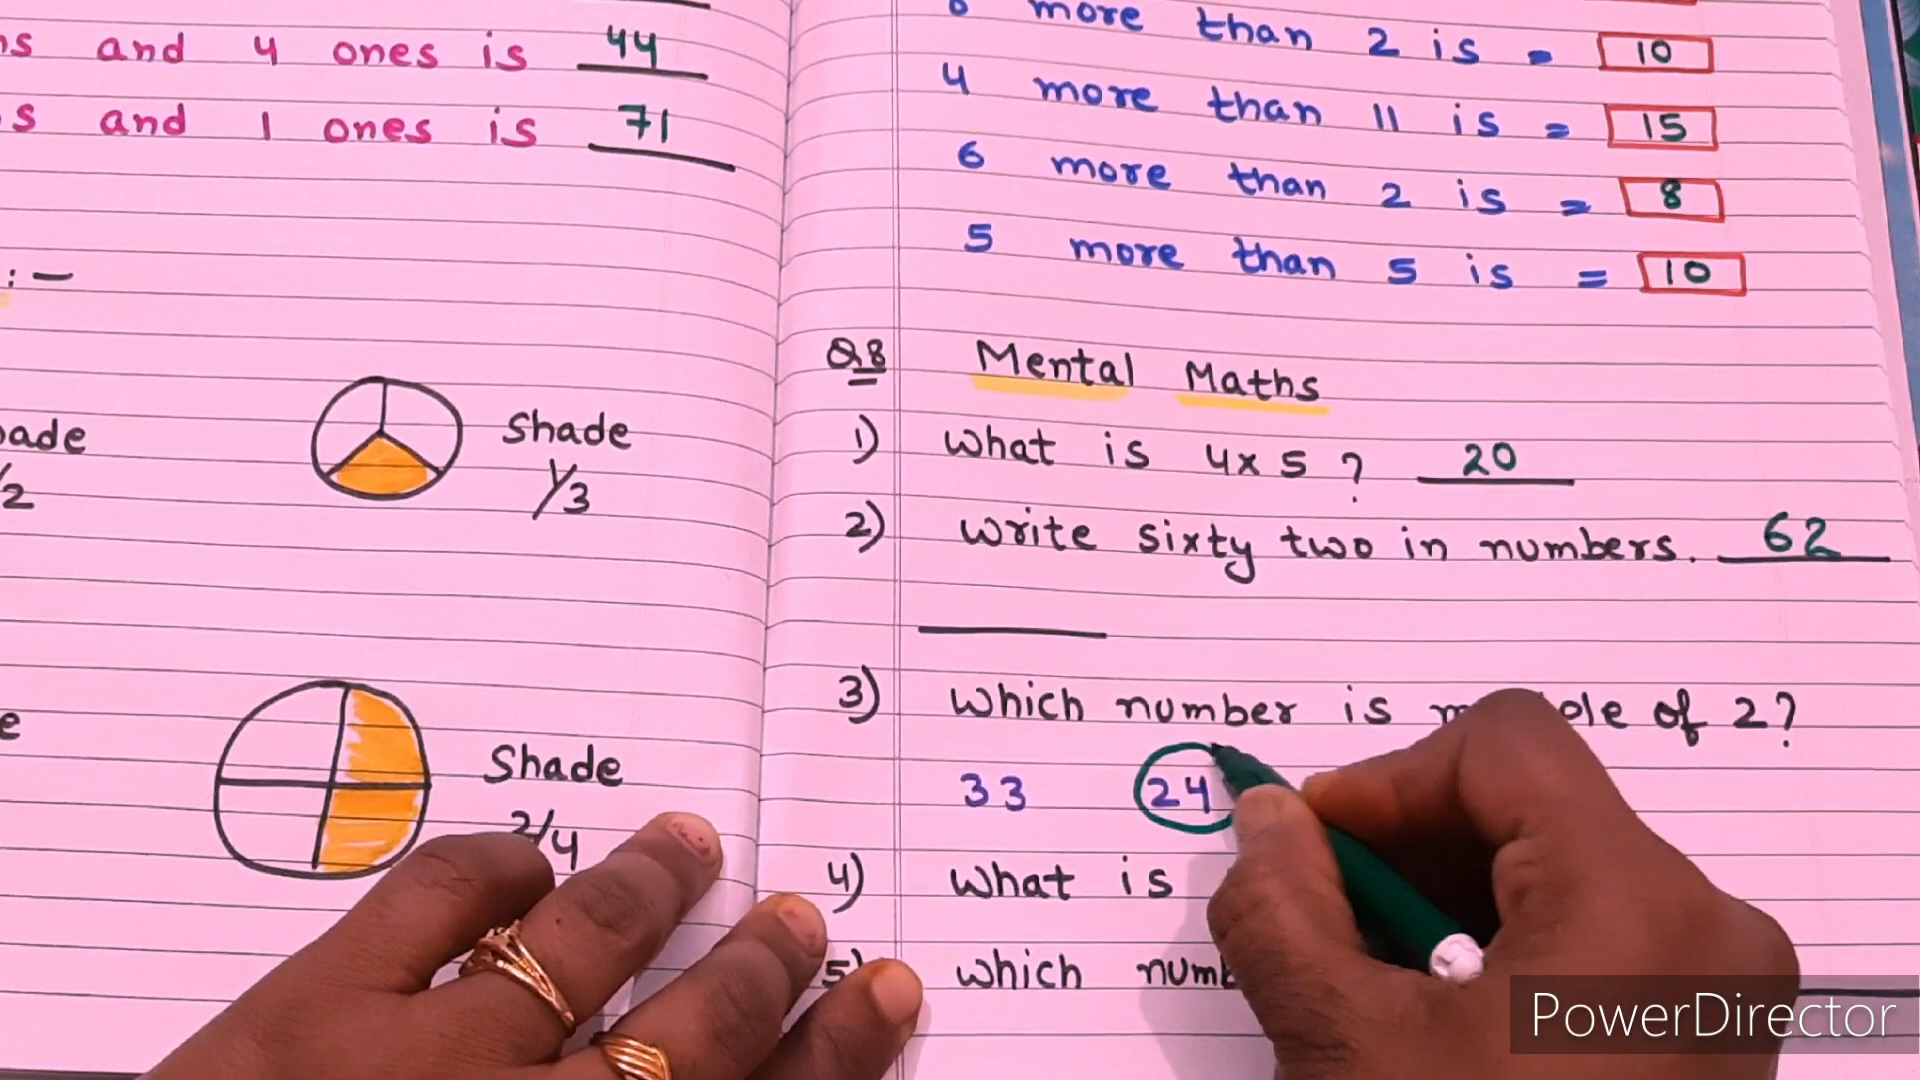 and 4 ones is 44
and 1 ones is 71
: —
Shade
1/3
Shade
2/4
more than 2 is = 10
4 more than 11 is = 15
6 more than 2 is = 8
5 more than 5 is = 10
Q8 Mental Maths
1) What is 4x5? 20
2) Write sixty two in numbers. 62
3) Which number is of 2?
33 24
4) What is
5) Which
PowerDirector